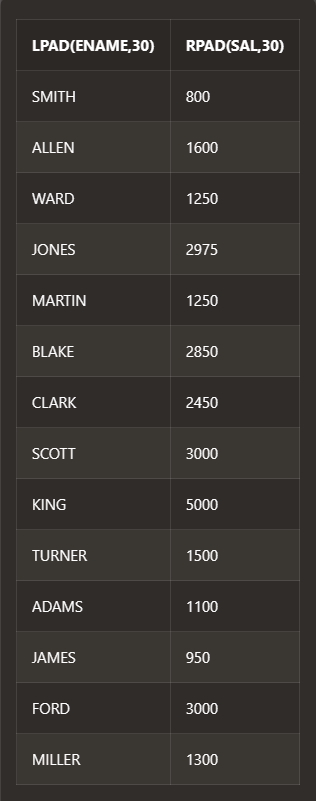 LPAD(ENAME,30) RPAD(SAL,30)
SMITH 800
ALLEN 1600
WARD 1250
JONES 2975
MARTIN 1250
BLAKE 2850
CLARK 2450
SCOTT 3000
KING 5000
TURNER 1500
ADAMS 1100
JAMES 950
FORD 3000
MILLER 1300